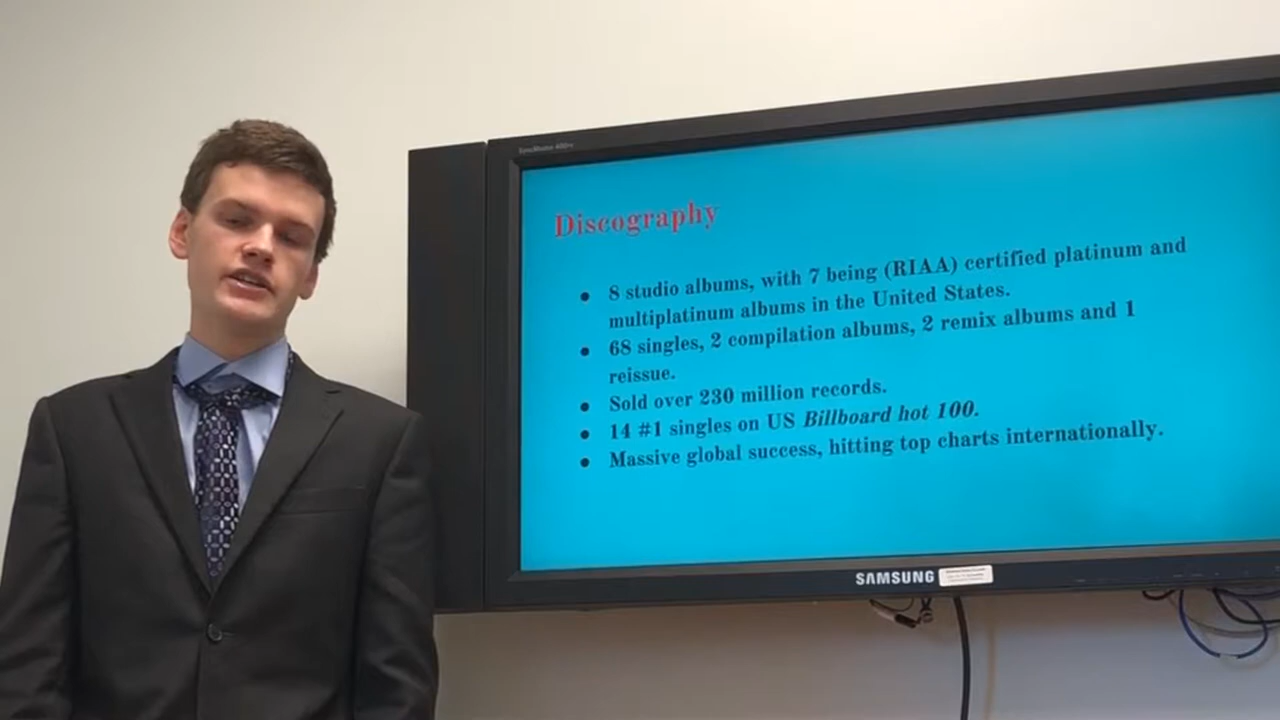 SyncMaster 400
Discography
• 8 studio albums, with 7 being (RIAA) certified platinum and
multiplatinum albums in the United States.
• 68 singles, 2 compilation albums, 2 remix albums and 1
reissue.
• Sold over 230 million records.
• 14 #1 singles on US Billboard hot 100.
• Massive global success, hitting top charts internationally.
SAMSUNG